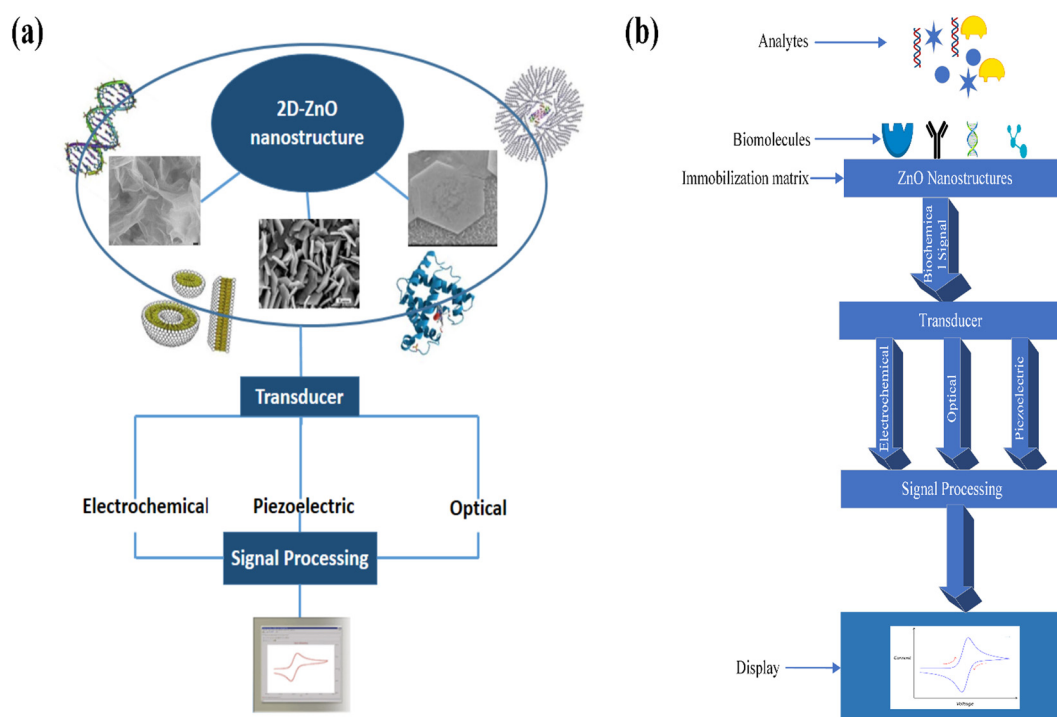 (a)
2D-ZnO
nanostructure
Transducer
Electrochemical
Piezoelectric
Optical
Signal Processing
(b)
Analytes
Biomolecules
Immobilization matrix
ZnO Nanostructures
Biochemica
l Signal
Transducer
Electrochemical
Optical
Piezoelectric
Signal Processing
Display
Current
Voltage